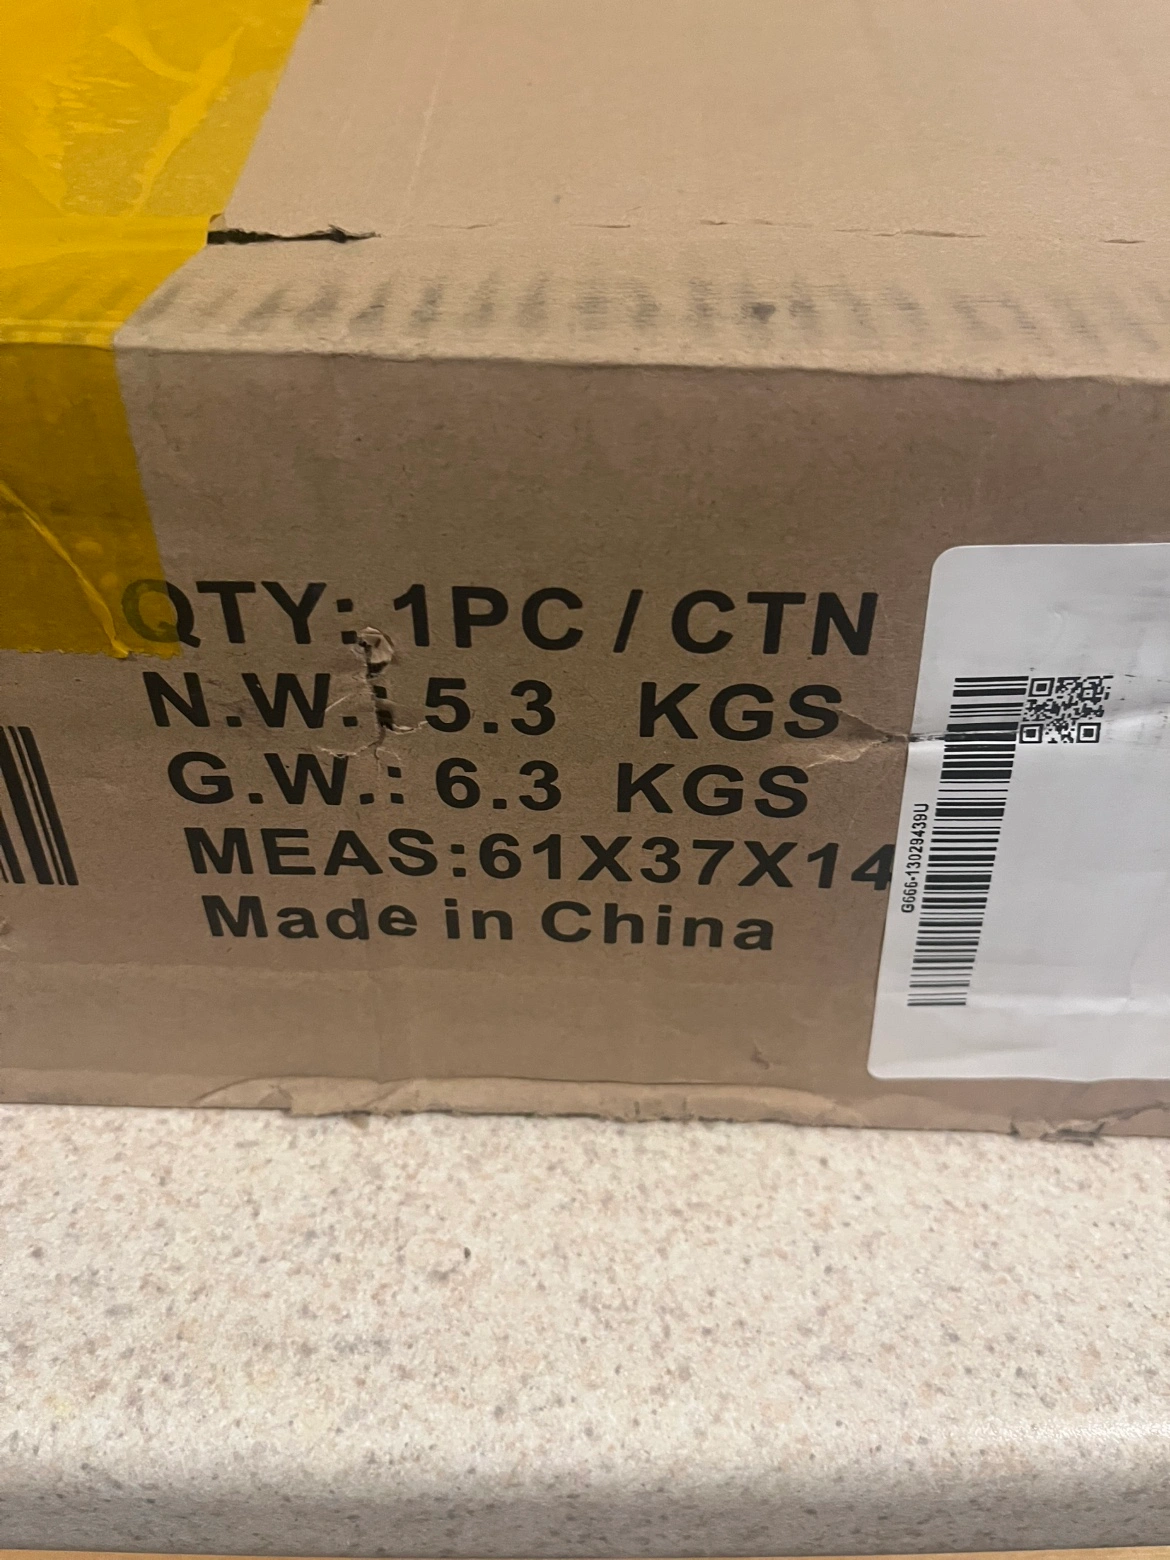 QTY: 1PC / CTN
N.W.: 5.3 KGS
G.W.: 6.3 KGS
MEAS:61X37X14
Made in China
G666-13029439U